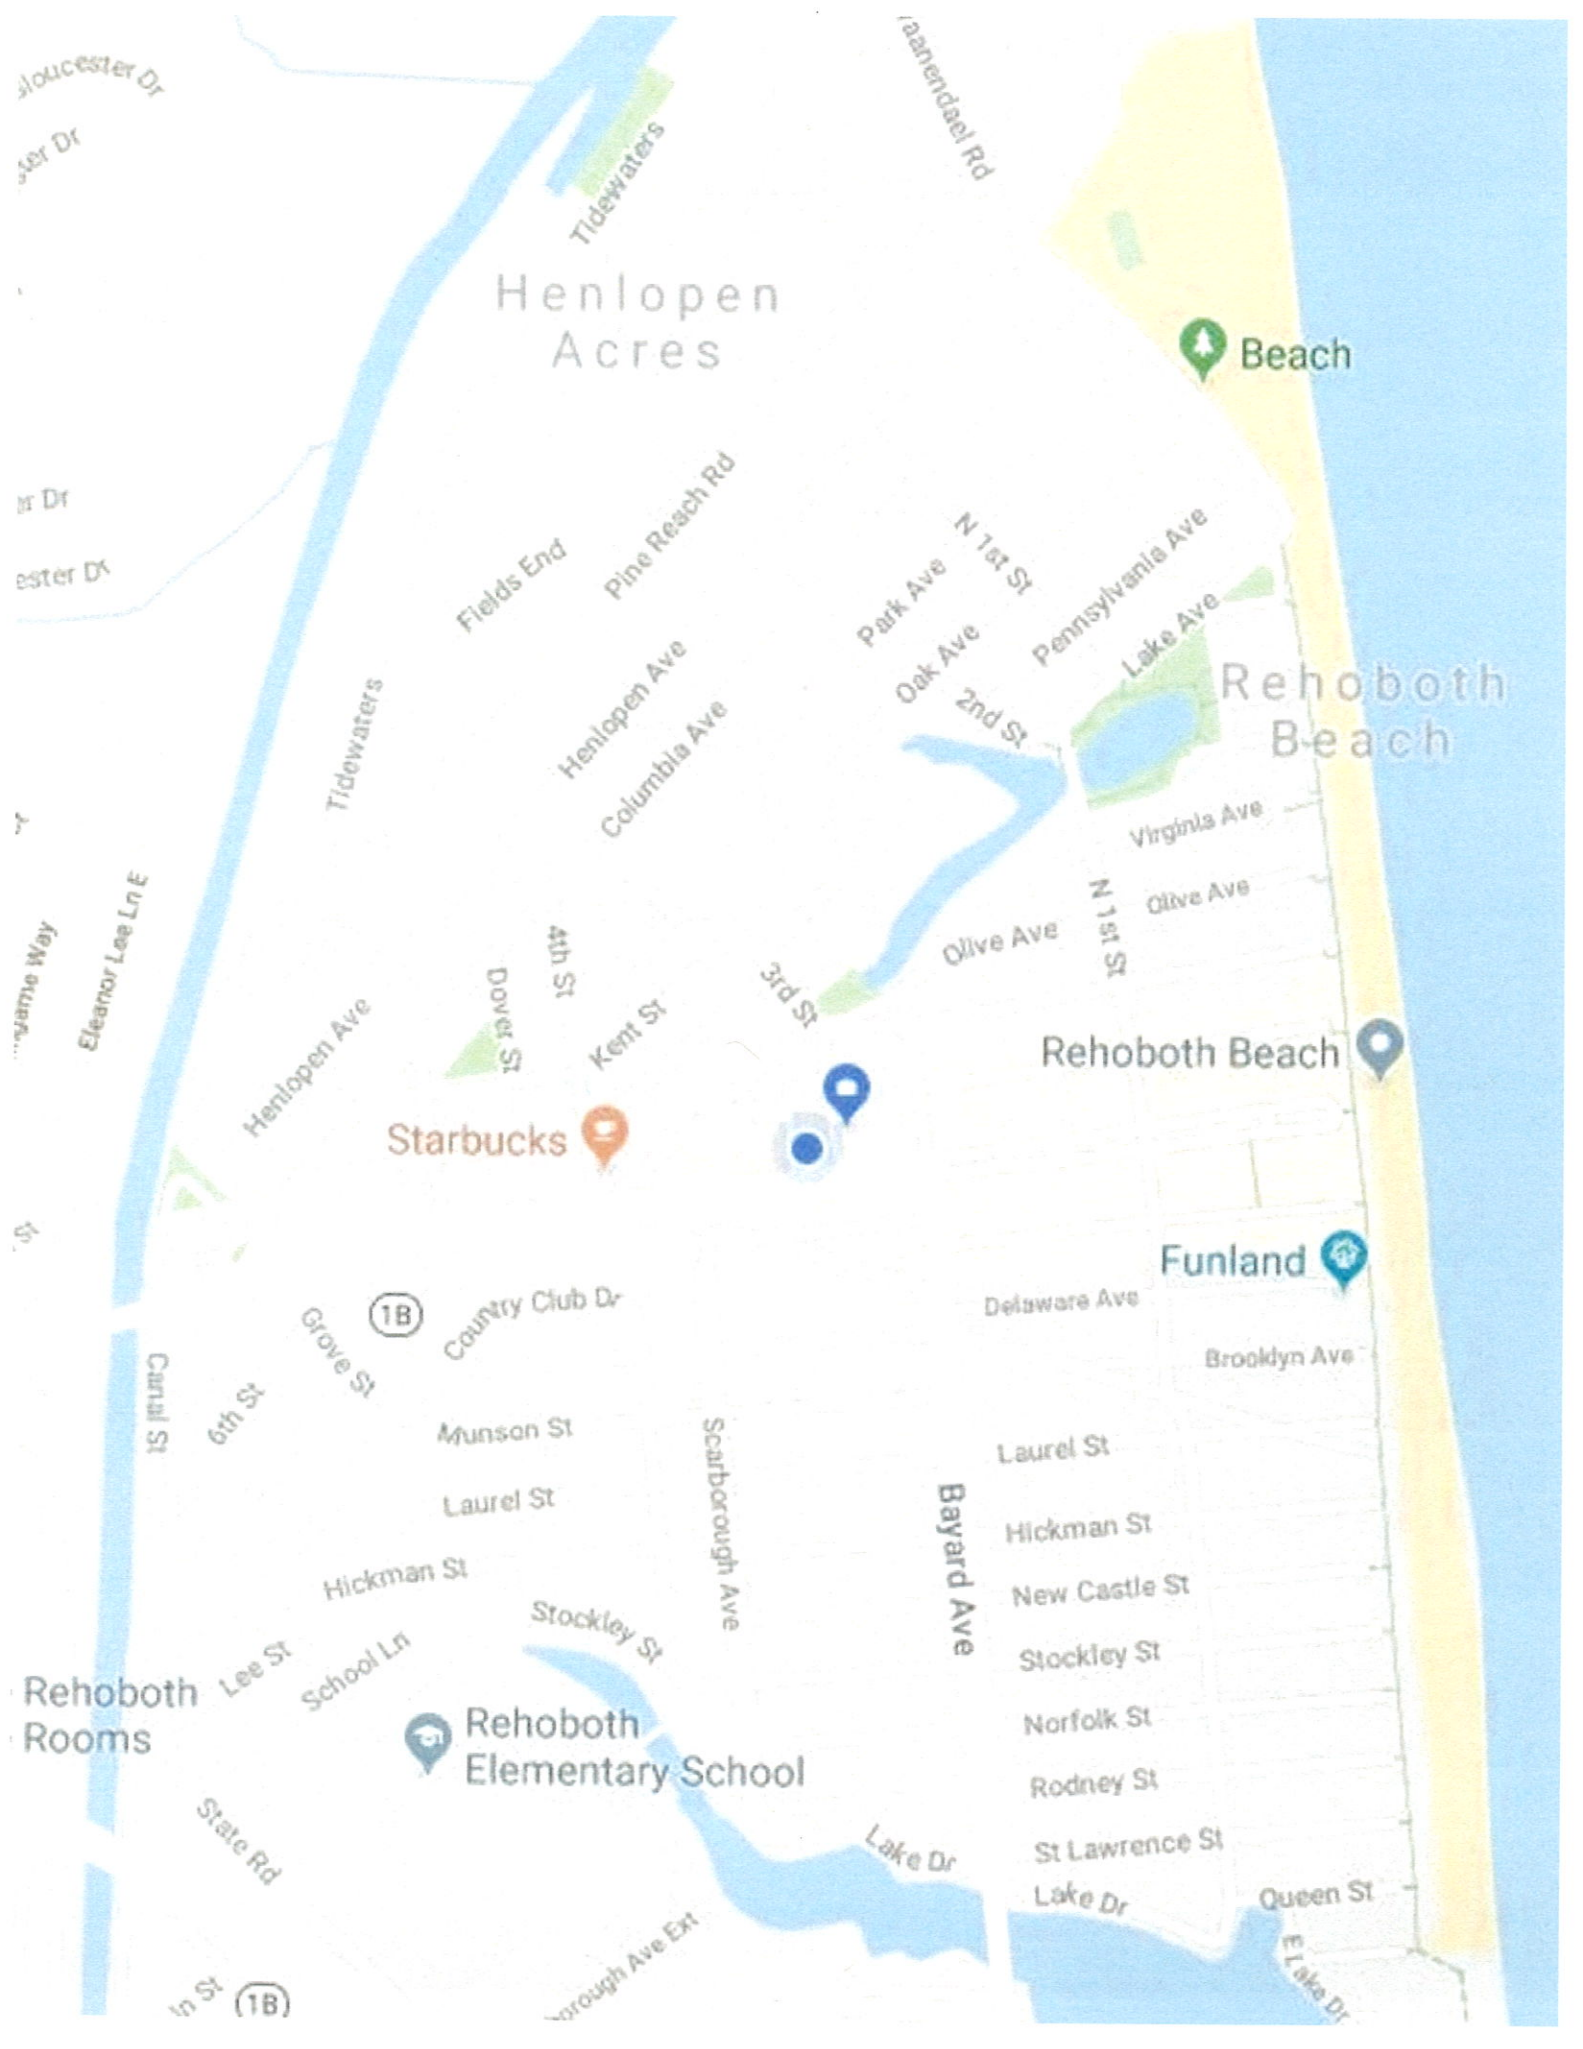 Tidewaters
Henlopen
Acres
Beach
Pine Reach Rd
Fields End
N 1st St
Park Ave
Pennsylvania Ave
Oak Ave
Lake Ave
Henlopen Ave
2nd St
Columbia Ave
Rehoboth
Beach
Tidewaters
Virginia Ave
Olive Ave
N 1st St
Olive Ave
Eleanor Lee Ln E
4th St
Dover St
3rd St
Kent St
Henlopen Ave
Rehoboth Beach
Starbucks
Funland
Delaware Ave
Country Club Dr
1B
Grove St
Brooklyn Ave
Canal St
6th St
Munson St
Scarborough Ave
Laurel St
Laurel St
Bayard Ave
Hickman St
Hickman St
New Castle St
Stockley St
Lee St
School Ln
Stockley St
Rehoboth
Rooms
Rehoboth
Elementary School
Norfolk St
Rodney St
State Rd
Lake Dr
St Lawrence St
Lake Dr
Queen St
E Lake Dr
Ave Ext
1B